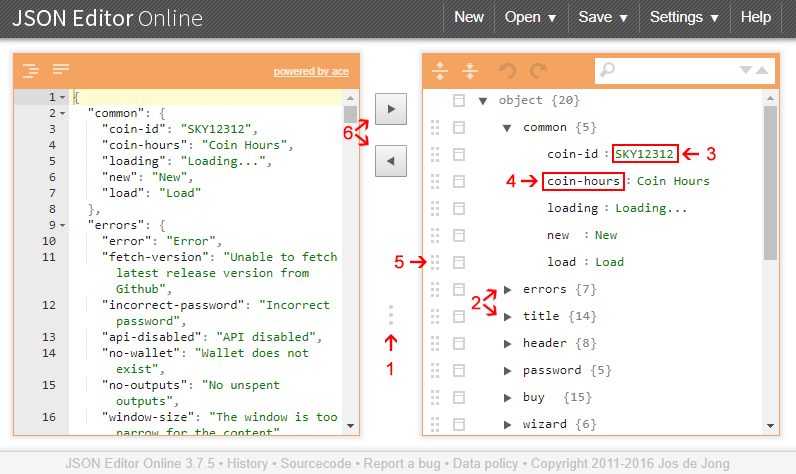 JSON Editor Online
New Open ▼ Save ▼ Settings ▼ Help
powered by ace
1 {
2 "common": {
3 "coin-id": "SKY12312",
4 "coin-hours": "Coin Hours",
5 "loading": "Loading...",
6 "new": "New",
7 "load": "Load"
8 },
9 "errors": {
10 "error": "Error",
11 "fetch-version": "Unable to fetch
latest release version from
Github",
12 "incorrect-password": "Incorrect
password",
13 "api-disabled": "API disabled",
14 "no-wallet": "Wallet does not
exist",
15 "no-outputs": "No unspent
outputs",
16 "window-size": "The window is too
narrow for the content"
6
1
▼ object {20}
▼ common {5}
coin-id : SKY12312 3
4 coin-hours : Coin Hours
loading : Loading...
new : New
5 load : Load
2 ► errors {7}
► title {14}
► header {8}
► password {5}
► buy {15}
► wizard {6}
JSON Editor Online 3.7.5 • History • Sourcecode • Report a bug • Data policy • Copyright 2011-2016 Jos de Jong